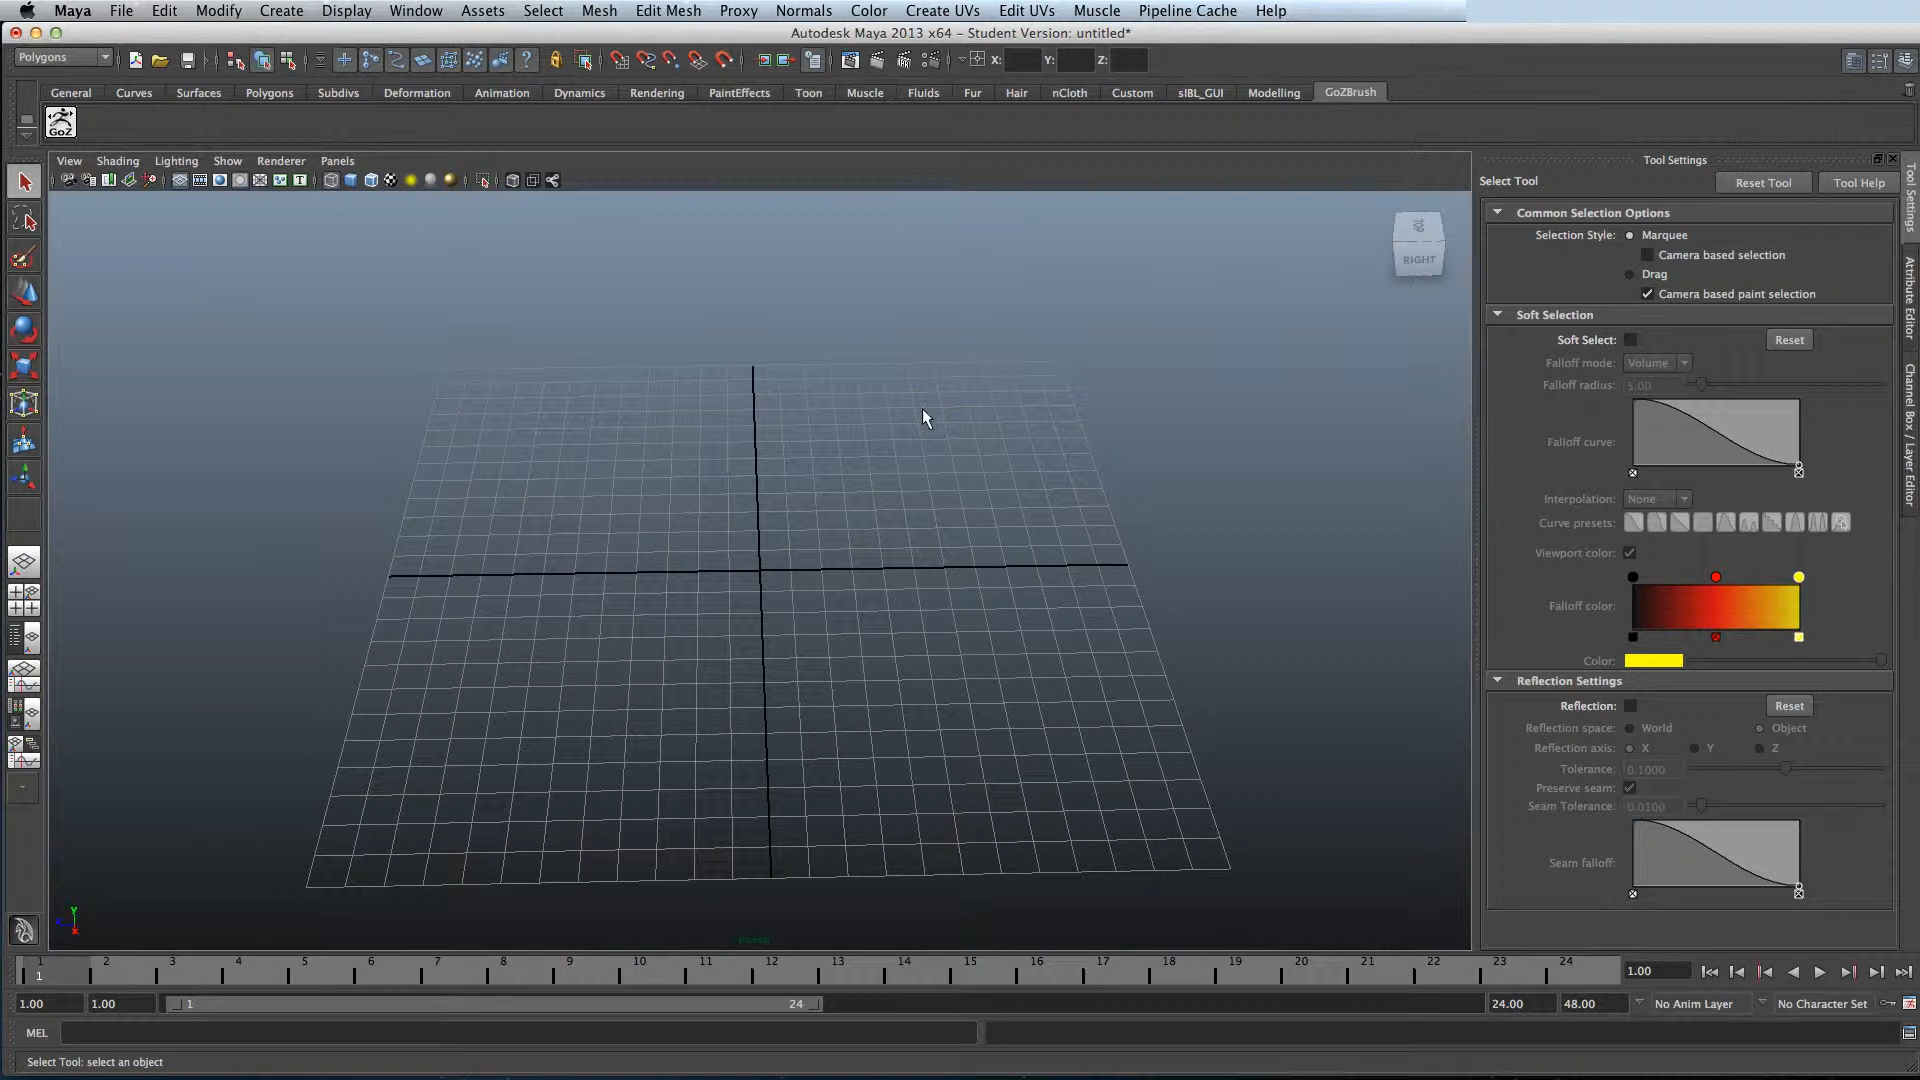 Maya File Edit Modify Create Display Window Assets Select Mesh Edit Mesh Proxy Normals Color Create UVs Edit UVs Muscle Pipeline Cache Help
Autodesk Maya 2013 x64 – Student Version: untitled*
Polygons X: Y: Z:
General Curves Surfaces Polygons Subdivs Deformation Animation Dynamics Rendering PaintEffects Toon Muscle Fluids Fur Hair nCloth Custom sIBL_GUI Modelling GoZBrush
GoZ
View Shading Lighting Show Renderer Panels
TOP
RIGHT
Tool Settings
Select Tool Reset Tool Tool Help
Common Selection Options
Selection Style: Marquee
Camera based selection
Drag
Camera based paint selection
Soft Selection
Soft Select: Reset
Falloff mode: Volume
Falloff radius: 5.00
Falloff curve:
Interpolation: None
Curve presets:
Viewport color:
Falloff color:
Color:
Reflection Settings
Reflection: Reset
Reflection space: World Object
Reflection axis: X Y Z
Tolerance: 0.1000
Preserve seam:
Seam Tolerance: 0.0100
Seam falloff:
Tool Settings
Attribute Editor
Channel Box / Layer Editor
y
x
persp
1 2 3 4 5 6 7 8 9 10 11 12 13 14 15 16 17 18 19 20 21 22 23 24
1 1.00
1.00 1.00 1 24 24.00 48.00 No Anim Layer No Character Set
MEL
Select Tool: select an object